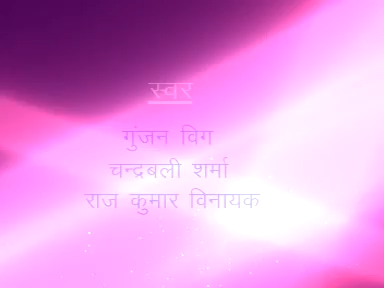 स्वर
गुंजन विग
चन्द्रबली शर्मा
राज कुमार विनायक